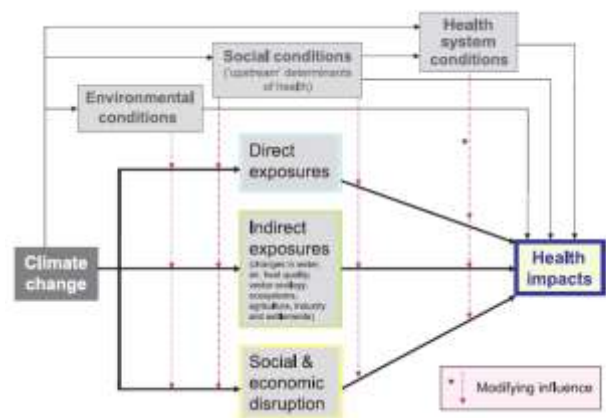 Health
system
conditions
Social conditions
('upstream' determinants
of health)
Environmental
conditions
Direct
exposures
Indirect
exposures
(changes in water,
air, food quality,
vector ecology,
ecosystems,
agriculture, industry
and settlements)
Climate
change
Health
impacts
Social &
economic
disruption
Modifying influence